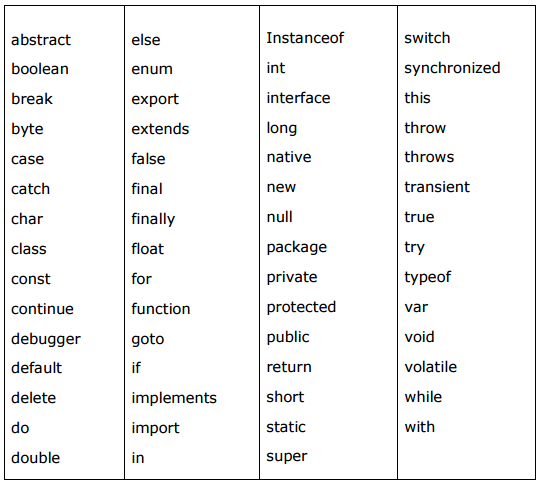 abstract
boolean
break
byte
case
catch
char
class
const
continue
debugger
default
delete
do
double
else
enum
export
extends
false
final
finally
float
for
function
goto
if
implements
import
in
Instanceof
int
interface
long
native
new
null
package
private
protected
public
return
short
static
super
switch
synchronized
this
throw
throws
transient
true
try
typeof
var
void
volatile
while
with